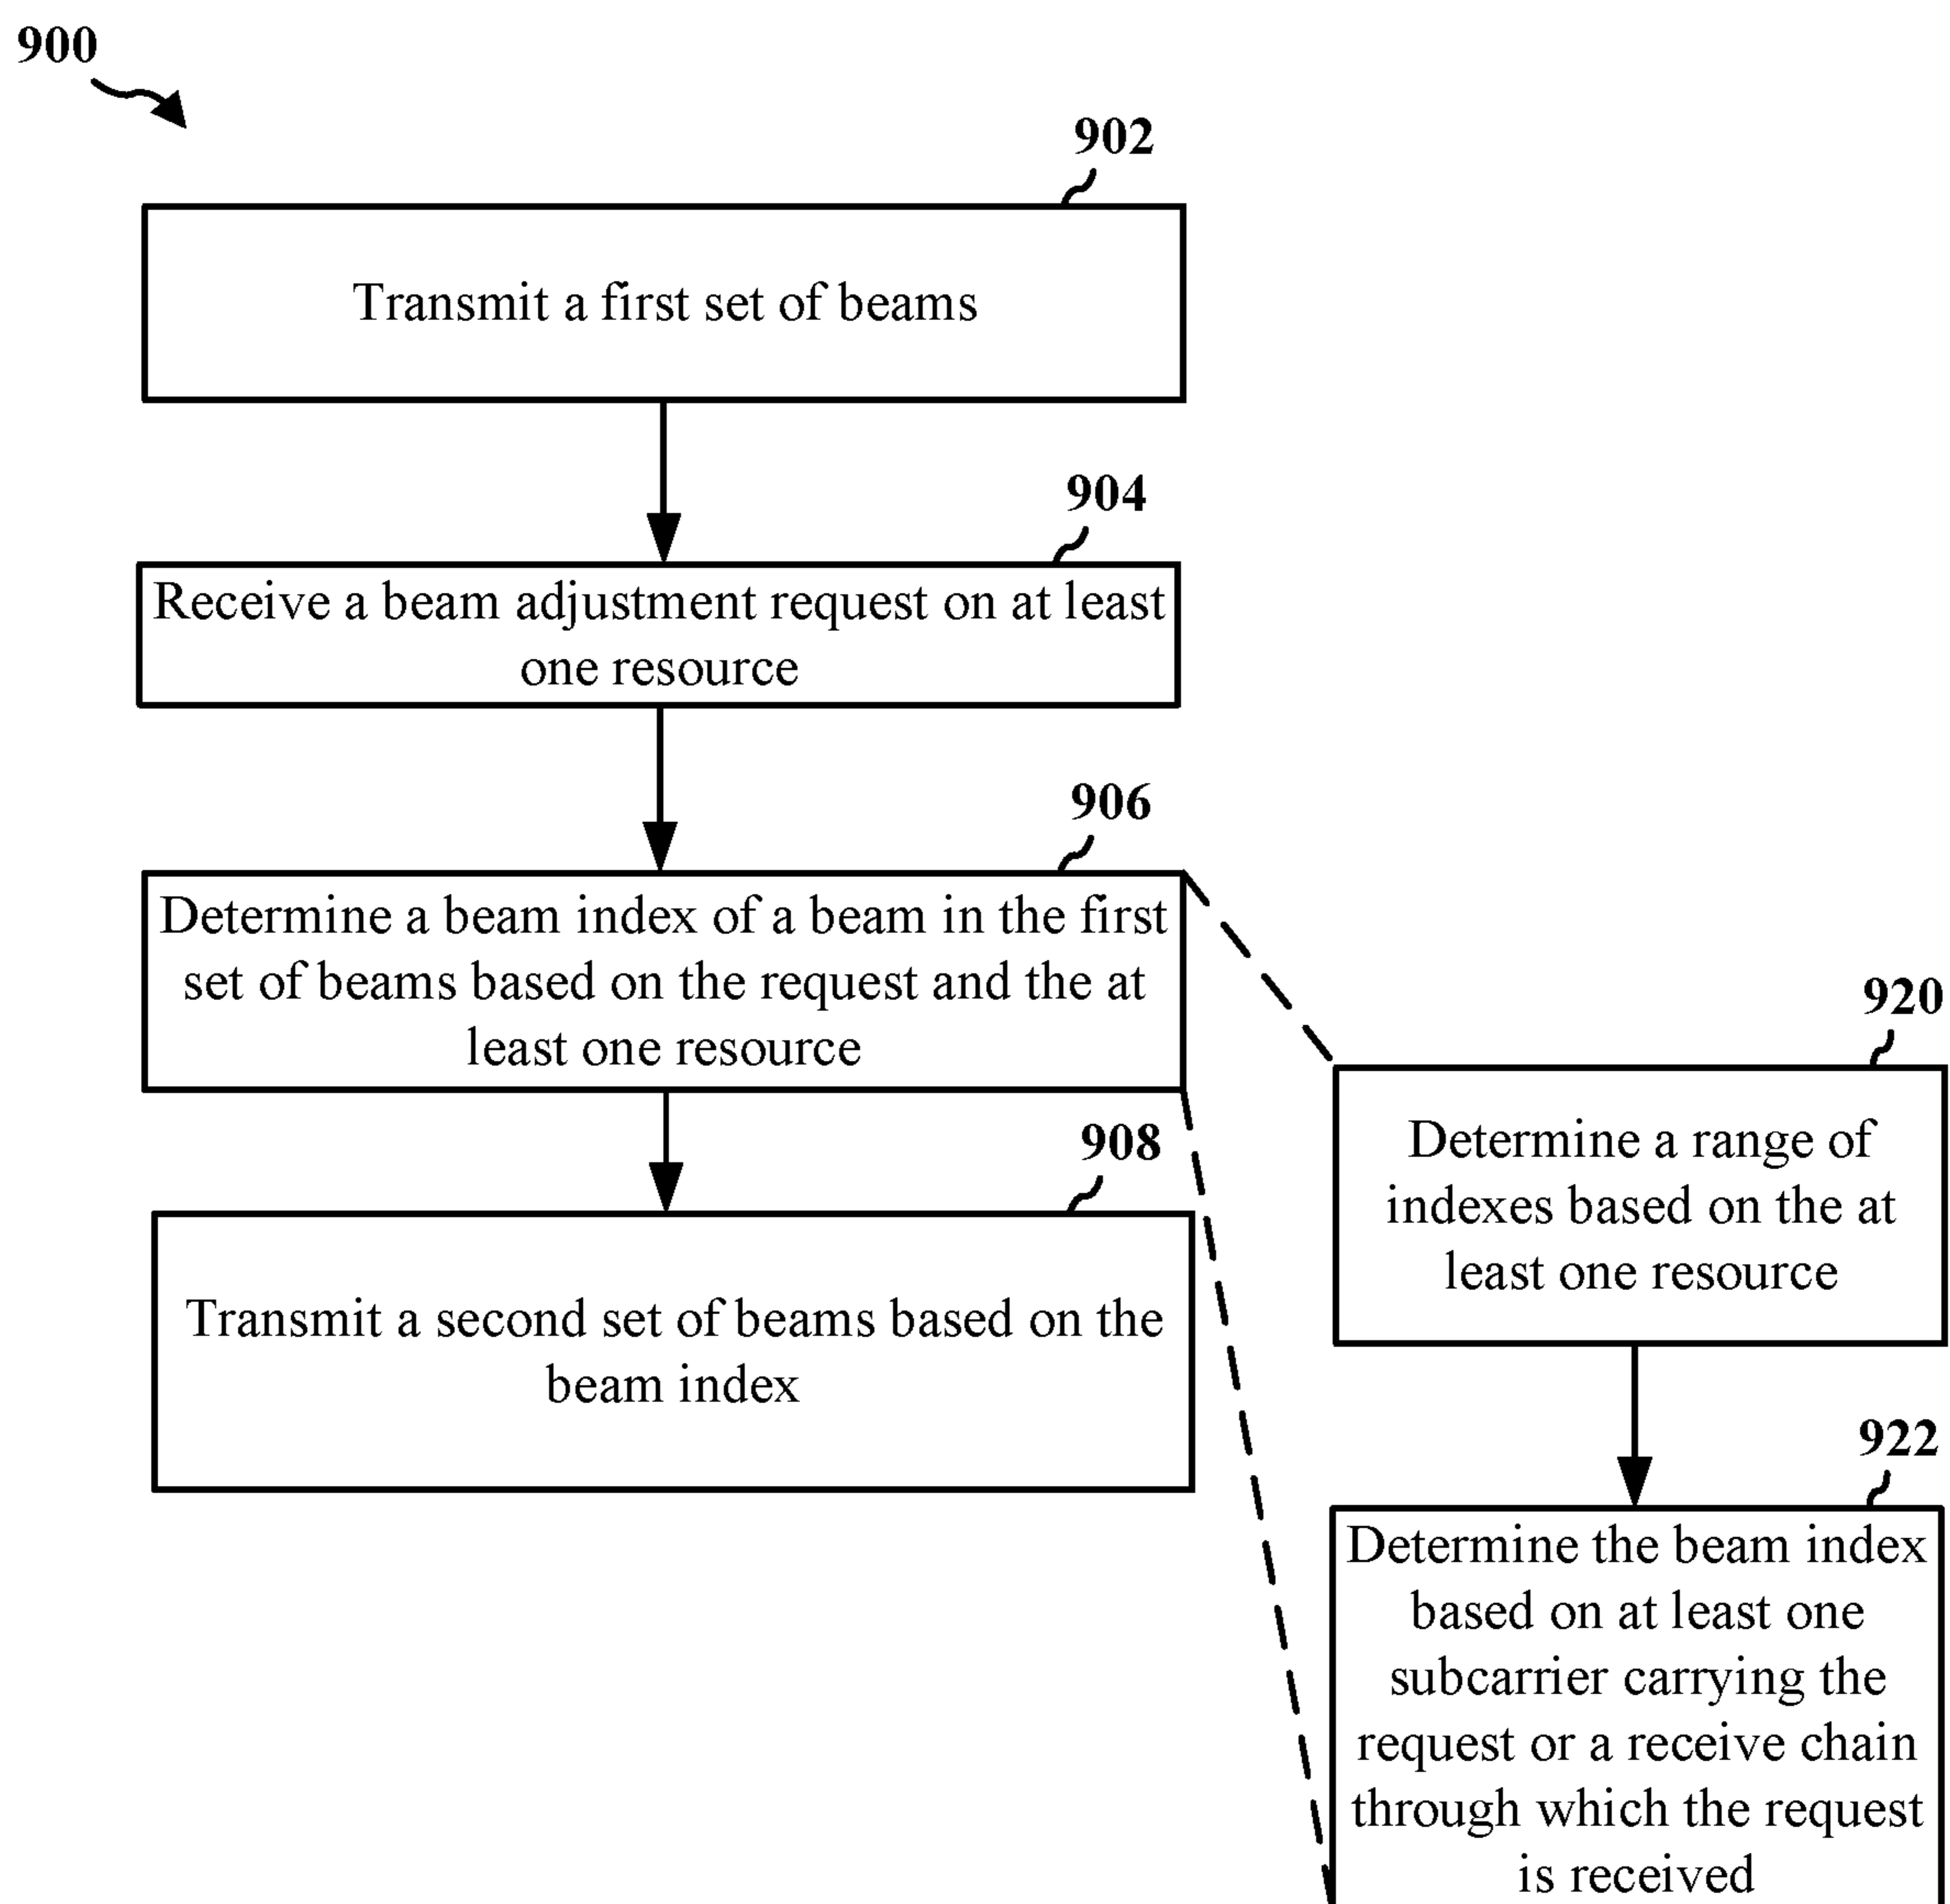 900
902
Transmit a first set of beams
904
Receive a beam adjustment request on at least
one resource
906
Determine a beam index of a beam in the first
set of beams based on the request and the at
least one resource
908
Transmit a second set of beams based on the
beam index
920
Determine a range of
indexes based on the at
least one resource
922
Determine the beam index
based on at least one
subcarrier carrying the
request or a receive chain
through which the request
is received